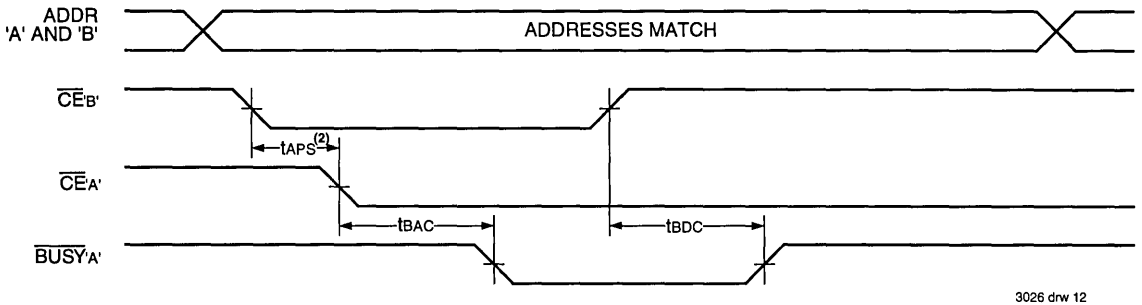 ADDR
'A' AND 'B'
ADDRESSES MATCH
CE'B'
tAPS(2)
CE'A'
tBAC
tBDC
BUSY'A'
3026 drw 12